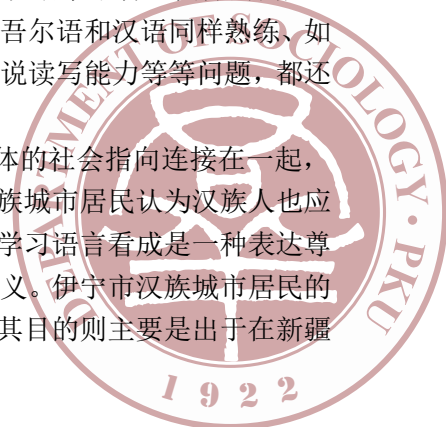 吾尔语和汉语同样熟练、如
说读写能力等等问题，都还
体的社会指向连接在一起，
族城市居民认为汉族人也应
学习语言看成是一种表达尊
义。伊宁市汉族城市居民的
其目的则主要是出于在新疆
DEPARTMENT OF SOCIOLOGY · PKU
1922